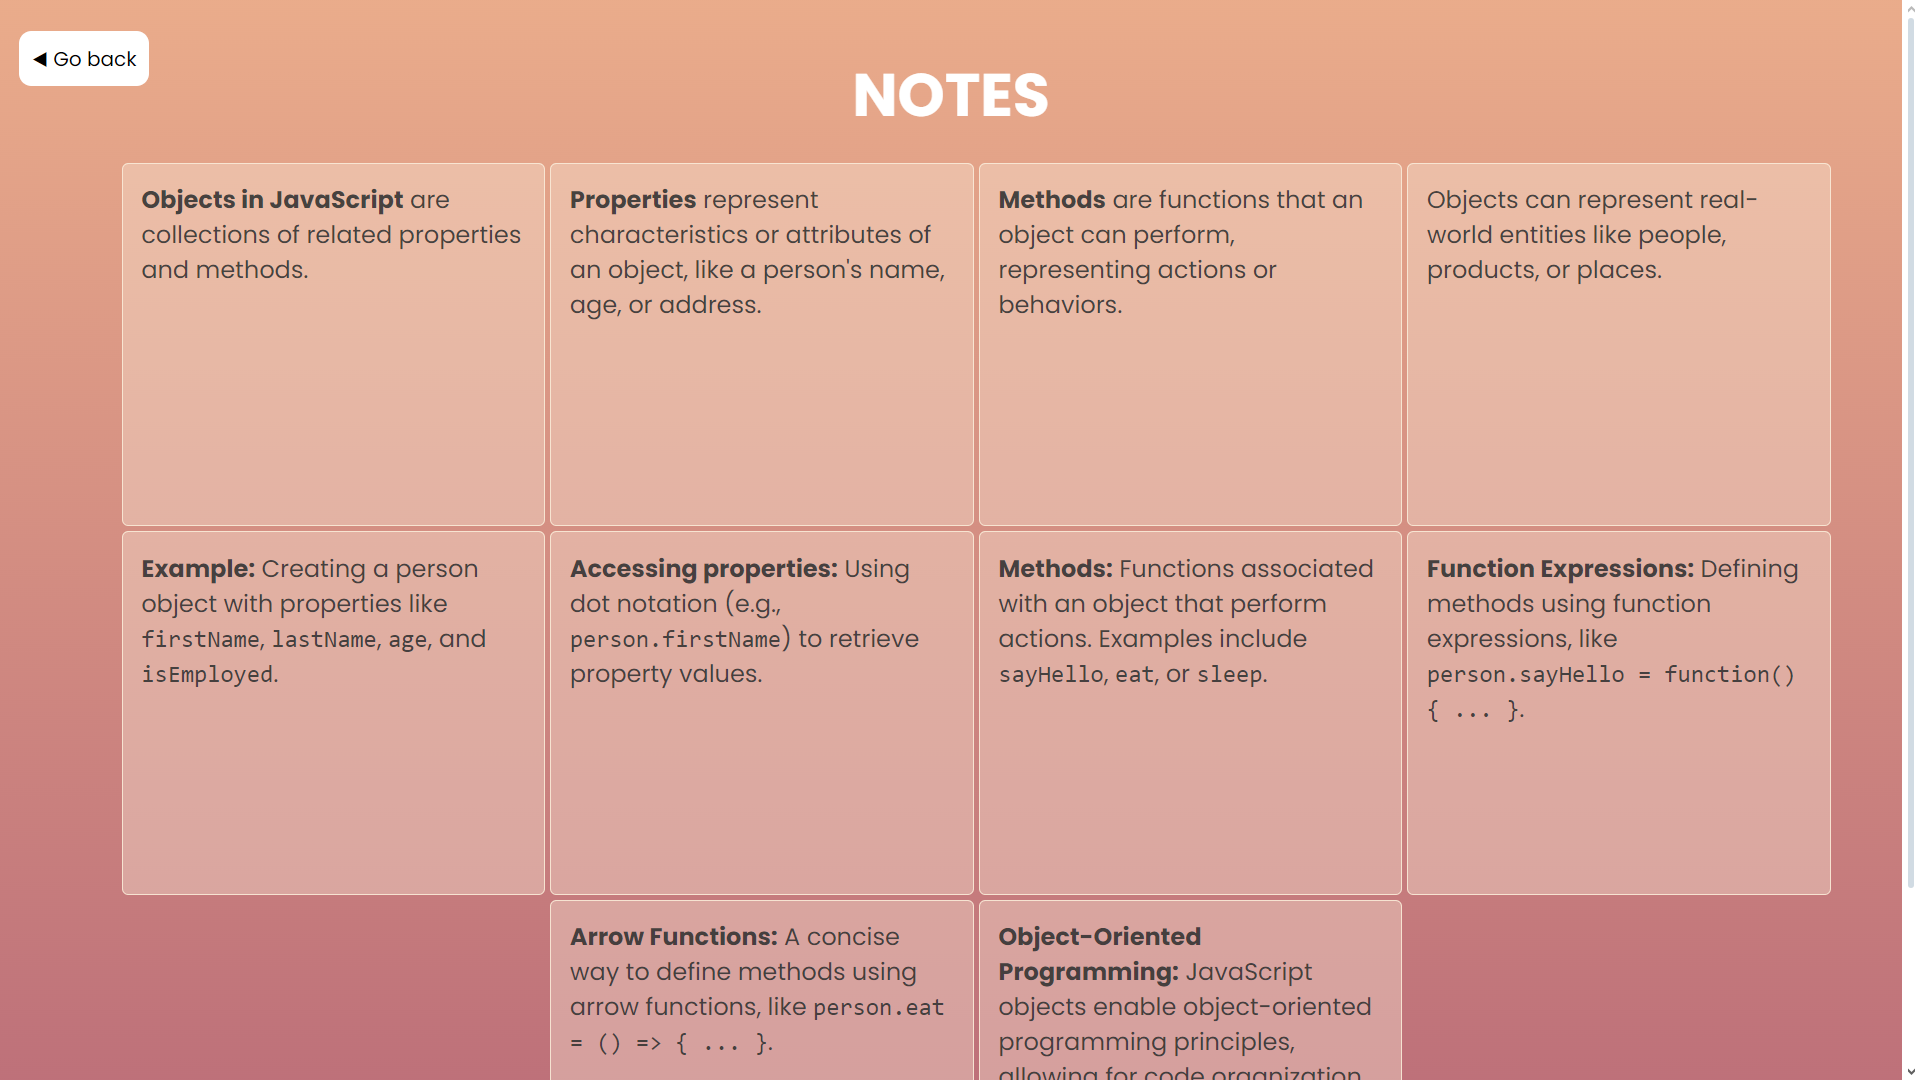 ◄ Go back
NOTES
Objects in JavaScript are
collections of related properties
and methods.
Properties represent
characteristics or attributes of
an object, like a person's name,
age, or address.
Methods are functions that an
object can perform,
representing actions or
behaviors.
Objects can represent real-
world entities like people,
products, or places.
Example: Creating a person
object with properties like
firstName, lastName, age, and
isEmployed.
Accessing properties: Using
dot notation (e.g.,
person.firstName) to retrieve
property values.
Methods: Functions associated
with an object that perform
actions. Examples include
sayHello, eat, or sleep.
Function Expressions: Defining
methods using function
expressions, like
person.sayHello = function()
{ ... }.
Arrow Functions: A concise
way to define methods using
arrow functions, like person.eat
= () => { ... }.
Object-Oriented
Programming: JavaScript
objects enable object-oriented
programming principles,
allowing for code organization